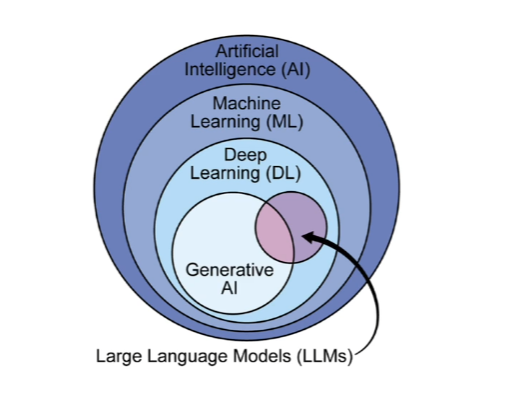 Artificial
Intelligence (AI)
Machine
Learning (ML)
Deep
Learning (DL)
Generative
AI
Large Language Models (LLMs)